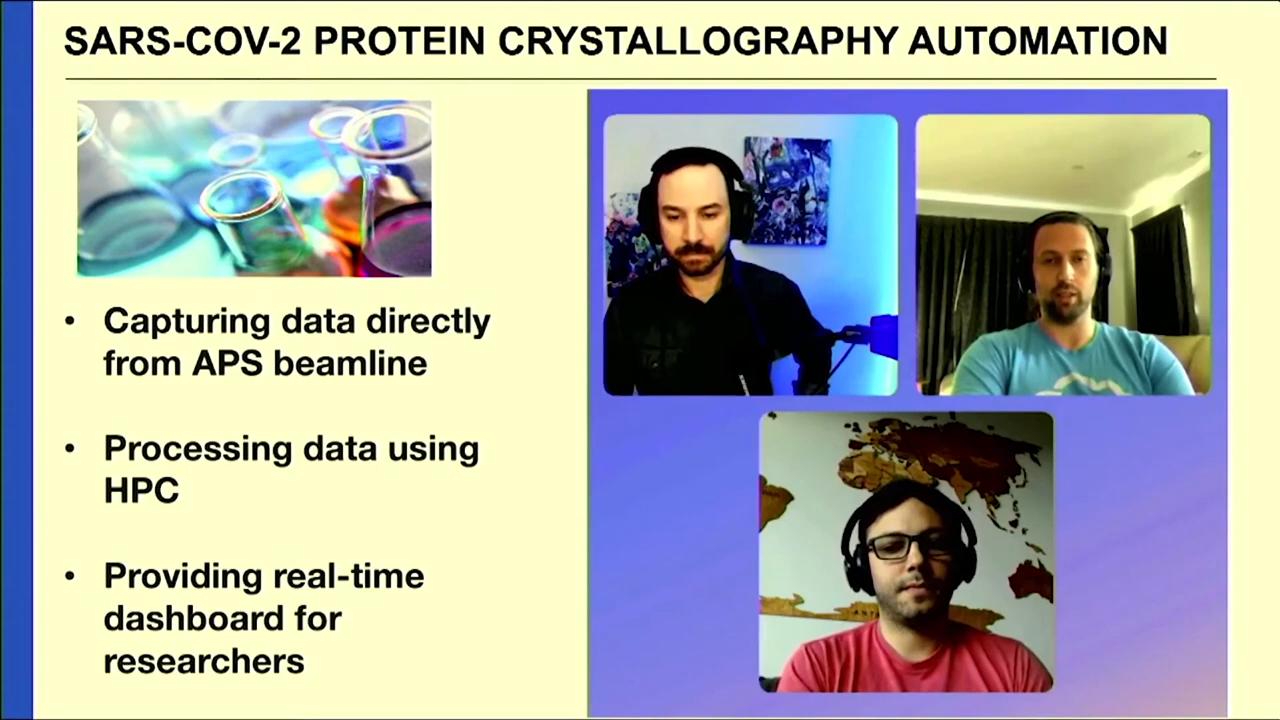 SARS-COV-2 PROTEIN CRYSTALLOGRAPHY AUTOMATION
• Capturing data directly
from APS beamline
• Processing data using
HPC
• Providing real-time
dashboard for
researchers